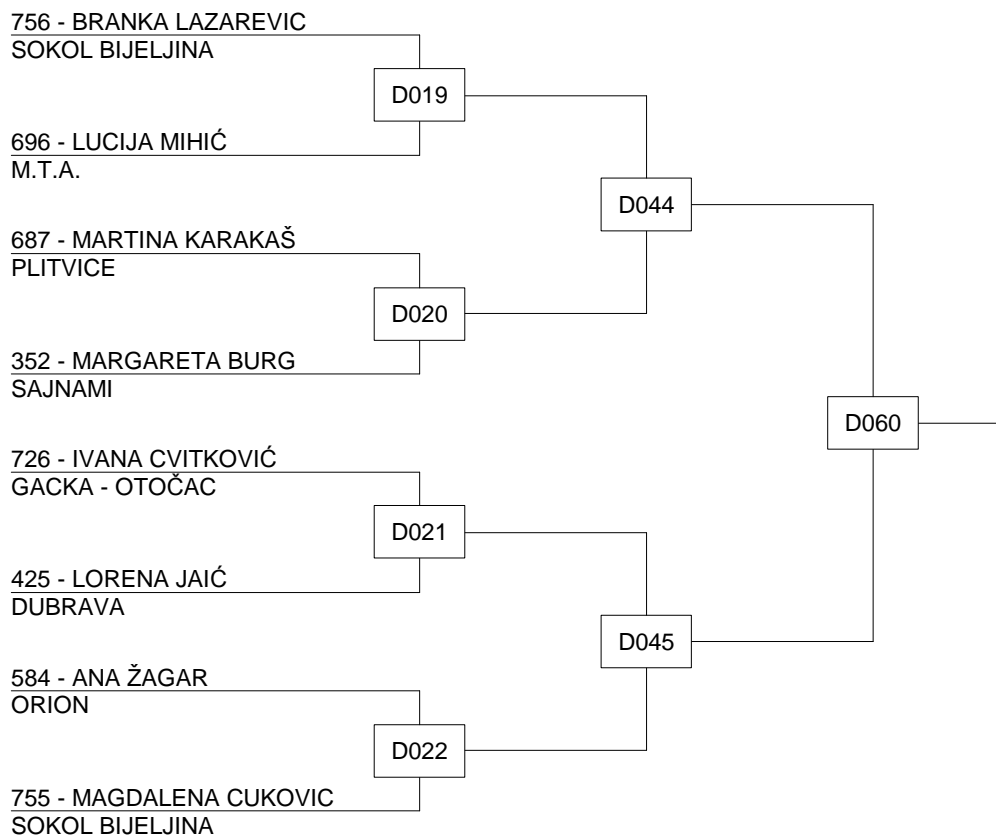 756 - BRANKA LAZAREVIC
SOKOL BIJELJINA
D019
696 - LUCIJA MIHIĆ
M.T.A.
D044
687 - MARTINA KARAKAŠ
PLITVICE
D020
352 - MARGARETA BURG
SAJNAMI
D060
726 - IVANA CVITKOVIĆ
GACKA - OTOČAC
D021
425 - LORENA JAIĆ
DUBRAVA
D045
584 - ANA ŽAGAR
ORION
D022
755 - MAGDALENA CUKOVIC
SOKOL BIJELJINA